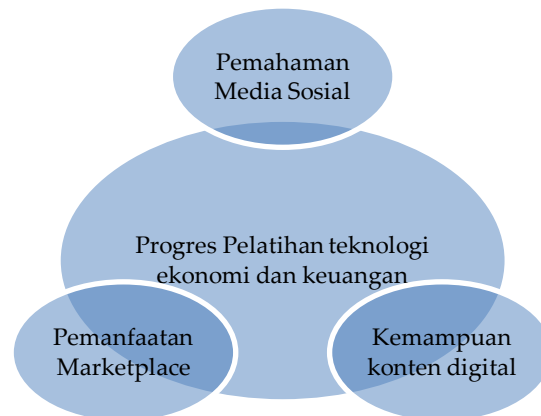 Pemahaman
Media Sosial
Progres Pelatihan teknologi
ekonomi dan keuangan
Pemanfaatan
Marketplace
Kemampuan
konten digital